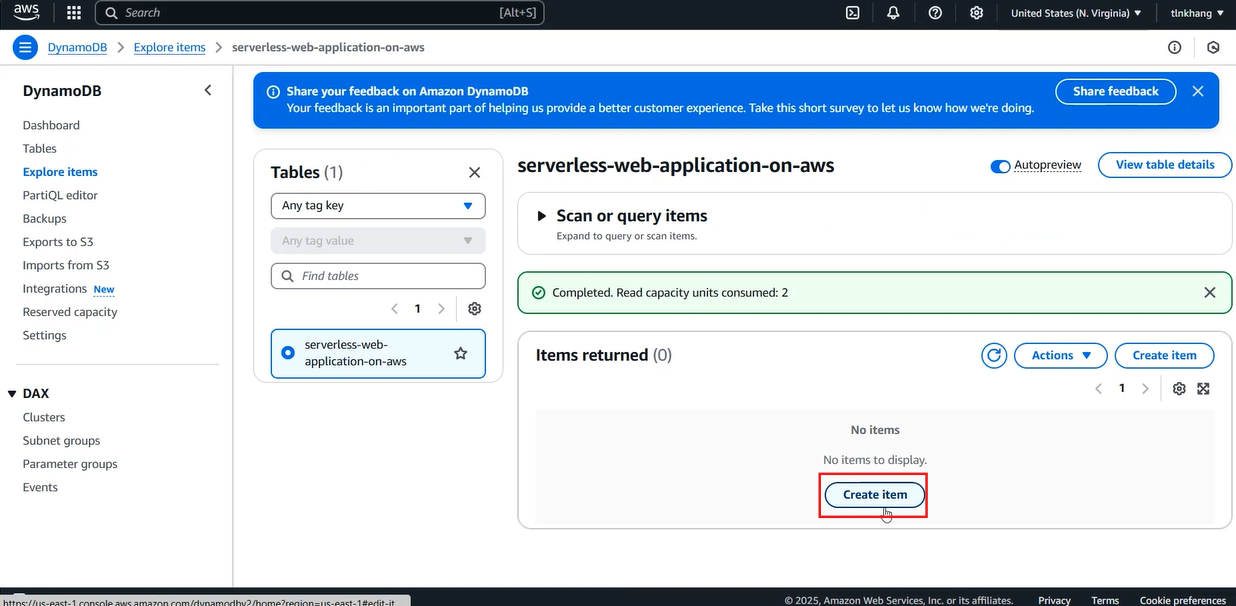 aws
Search [Alt+S]
United States (N. Virginia) ▼
tlnkhang ▼
DynamoDB > Explore items > serverless-web-application-on-aws
DynamoDB
Dashboard
Tables
Explore items
PartiQL editor
Backups
Exports to S3
Imports from S3
Integrations New
Reserved capacity
Settings
DAX
Clusters
Subnet groups
Parameter groups
Events
Share your feedback on Amazon DynamoDB
Your feedback is an important part of helping us provide a better customer experience. Take this short survey to let us know how we're doing.
Share feedback
Tables (1)
Any tag key
Any tag value
Find tables
1
serverless-web-
application-on-aws
serverless-web-application-on-aws
Autopreview
View table details
Scan or query items
Expand to query or scan items.
Completed. Read capacity units consumed: 2
Items returned (0)
Actions ▼
Create item
1
No items
No items to display.
Create item
https://us-east-1.console.aws.amazon.com/dynamodbv2/home?region=us-east-1#edit-it
© 2025, Amazon Web Services, Inc. or its affiliates.
Privacy
Terms
Cookie preferences